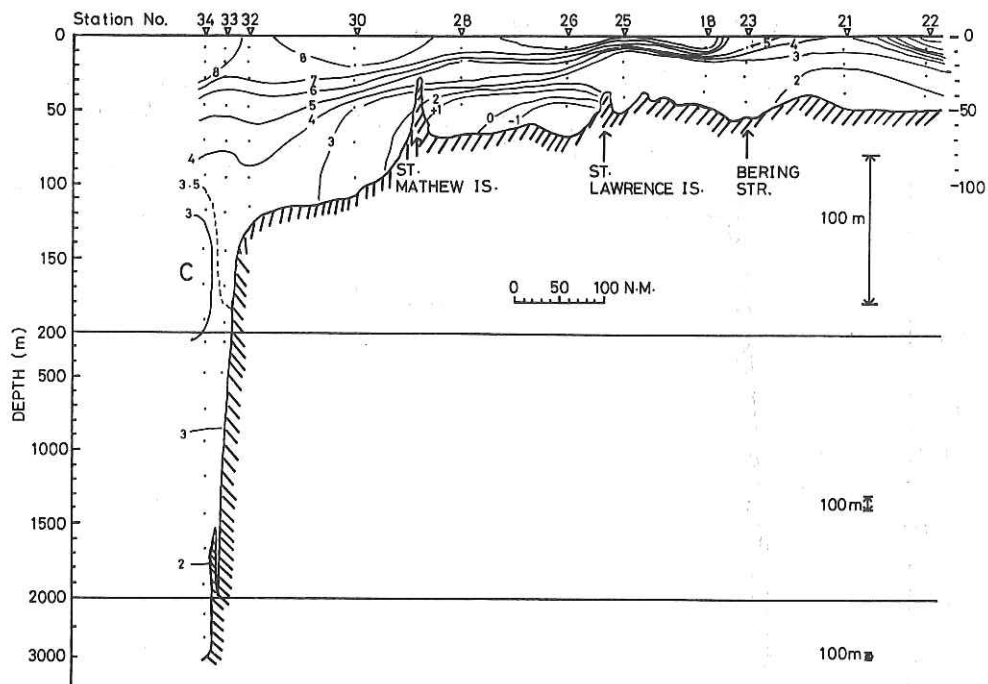 Station No. 34 33 32 30 28 26 25 18 23 21 22
0 8 8 5 4 0
7 3
6 2
50 5 2 50
4 +1 0 -1
4 3
ST. MATHEW IS.
ST. LAWRENCE IS.
BERING STR.
100 3.5 -100
3
100 m
150 C
0 50 100 N.M.
200
DEPTH (m)
500
3
1000
100m
1500
2
2000
3000 100m